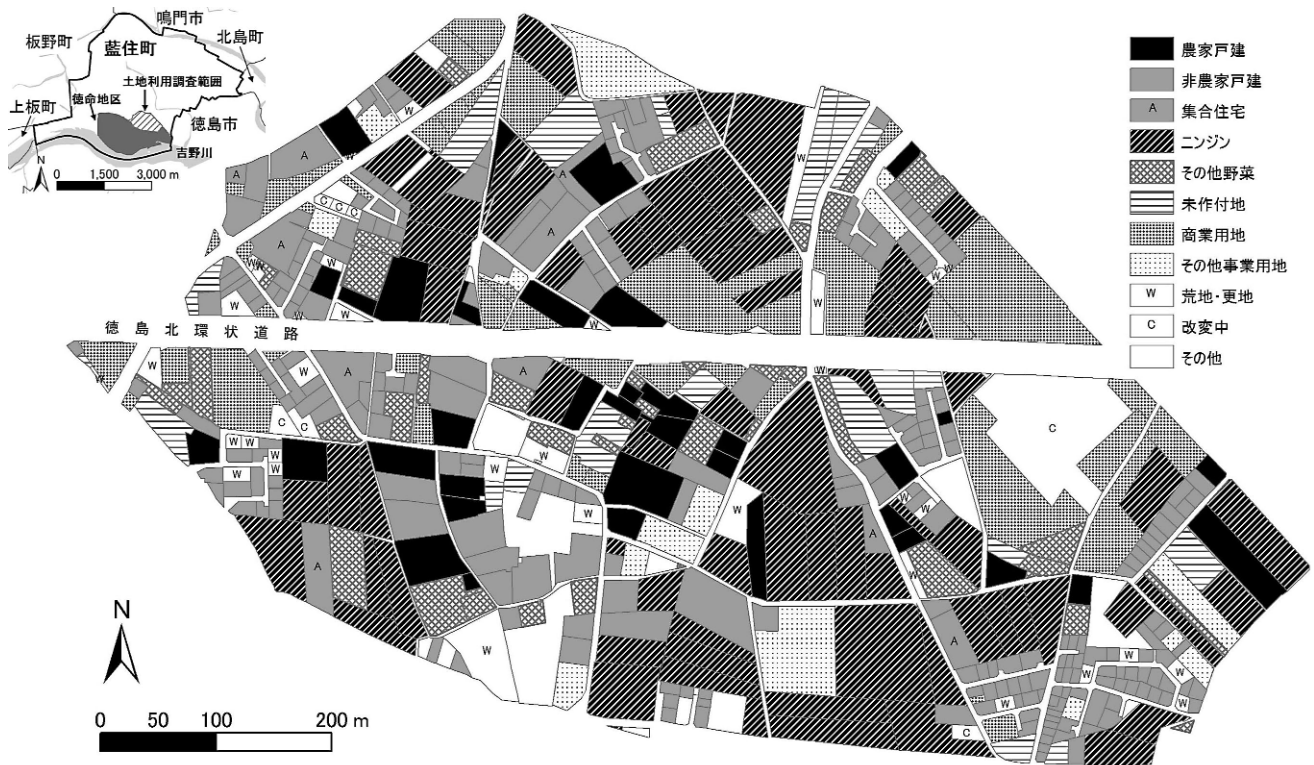 鳴門市
板野町
北島町
藍住町
土地利用調査範囲
徳命地区
上板町
徳島市
吉野川
N
0 1,500 3,000 m
農家戸建
非農家戸建
A 集合住宅
ニンジン
その他野菜
未作付地
商業用地
その他事業用地
W 荒地・更地
C 改変中
その他
徳島北環状道路
N
0 50 100 200 m